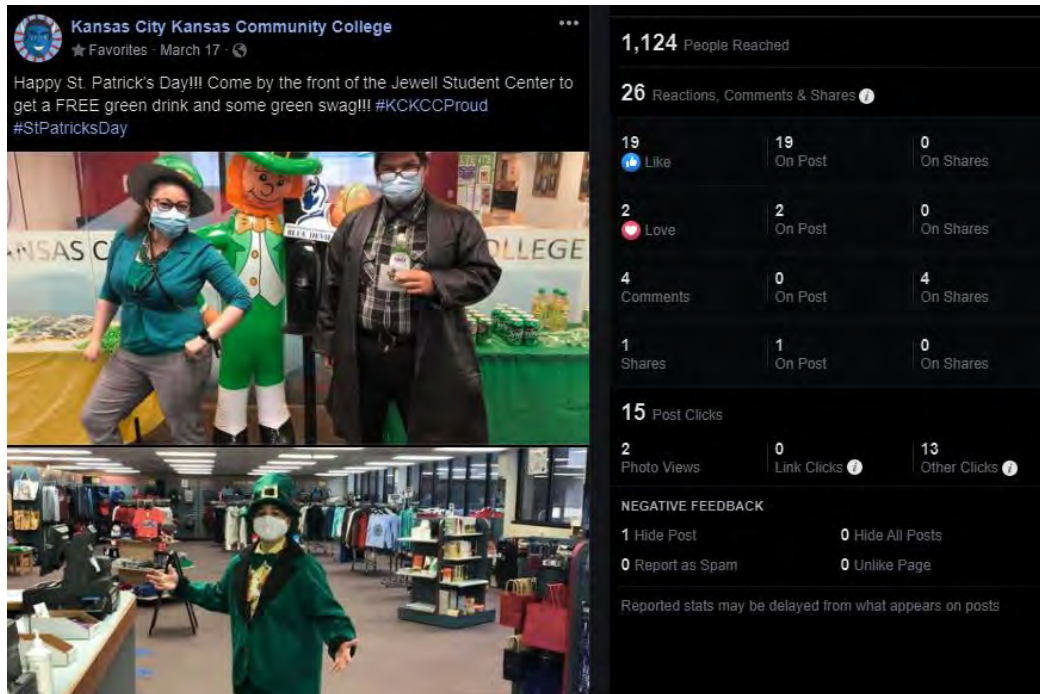 Kansas City Kansas Community College
Favorites · March 17 ·
Happy St. Patrick's Day!!! Come by the front of the Jewell Student Center to
get a FREE green drink and some green swag!!! #KCKCCProud
#StPatricksDay
ANSAS C
BLUE DEVIL
OLLEGE
1,124 People Reached
26 Reactions, Comments & Shares
19 Like
19 On Post
0 On Shares
2 Love
2 On Post
0 On Shares
4 Comments
0 On Post
4 On Shares
1 Shares
1 On Post
0 On Shares
15 Post Clicks
2 Photo Views
0 Link Clicks
13 Other Clicks
NEGATIVE FEEDBACK
1 Hide Post
0 Hide All Posts
0 Report as Spam
0 Unlike Page
Reported stats may be delayed from what appears on posts